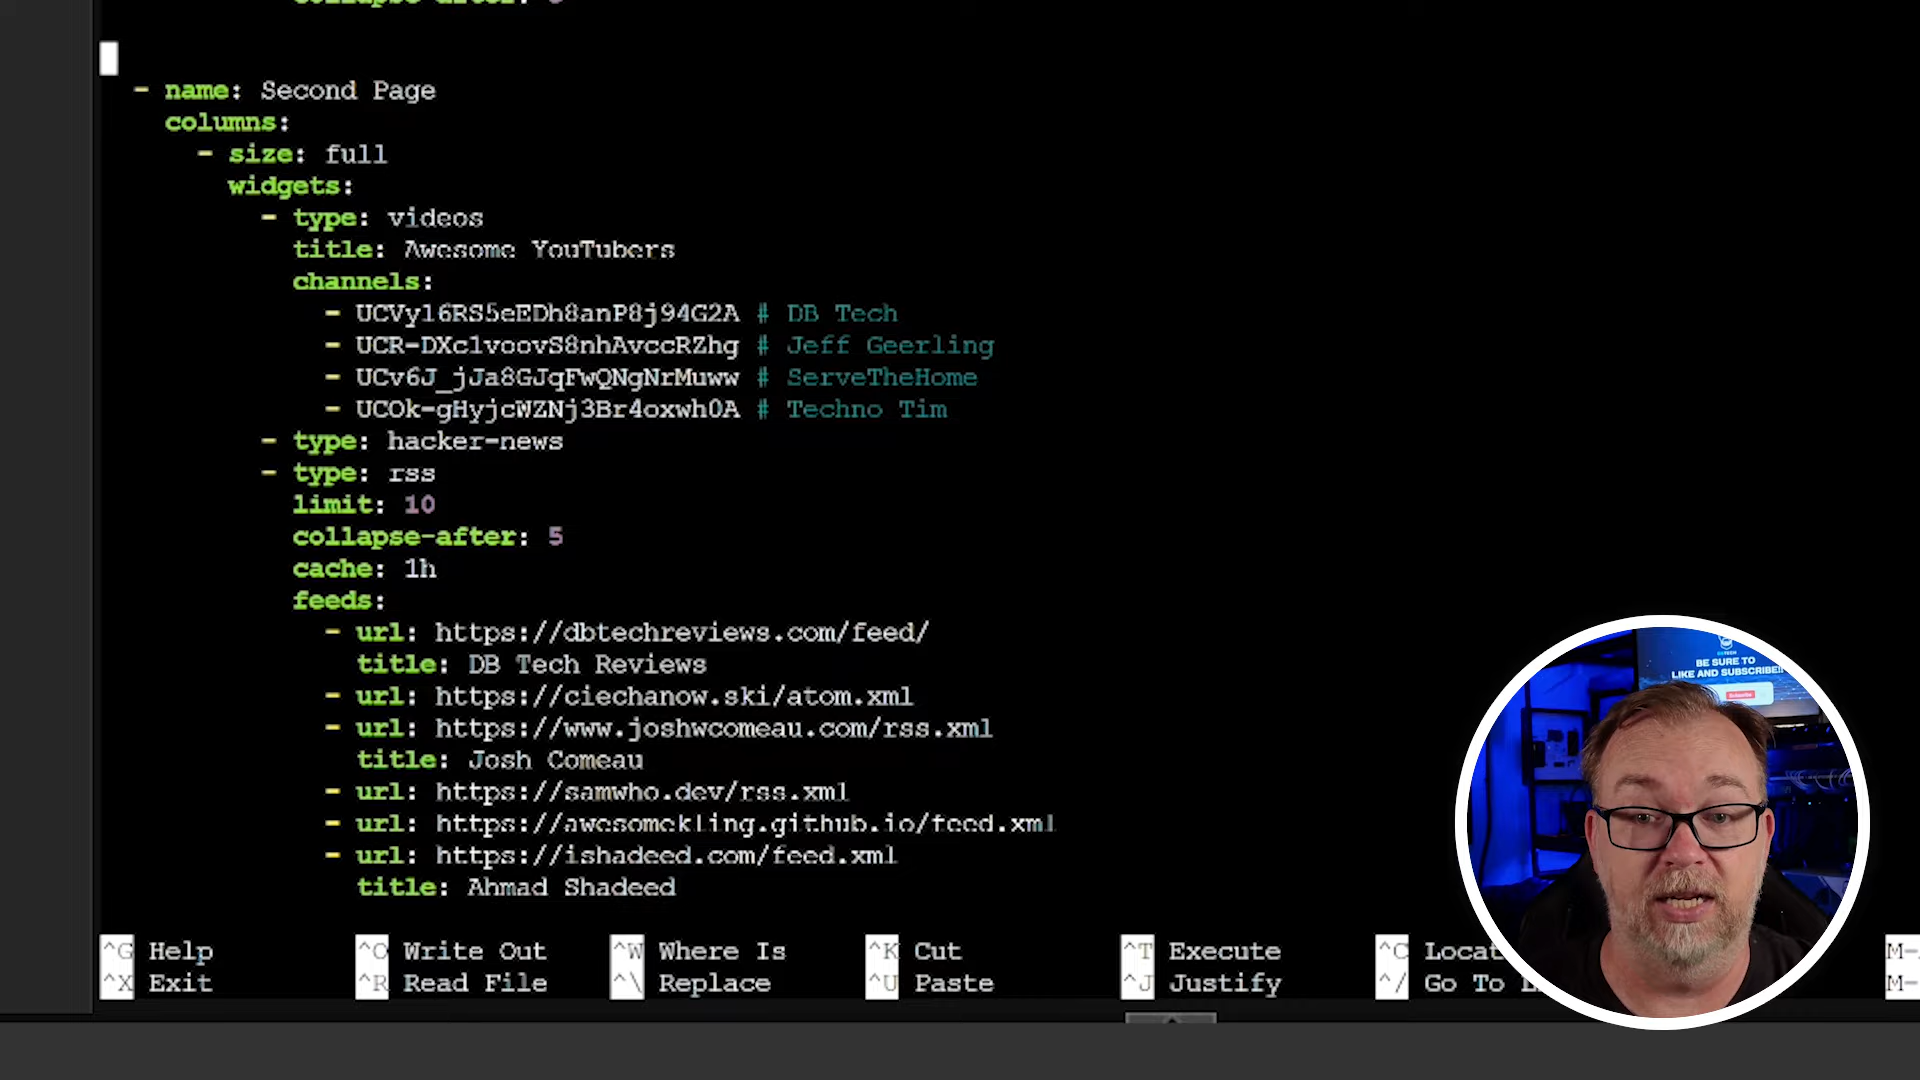 - name: Second Page
columns:
- size: full
widgets:
- type: videos
title: Awesome YouTubers
channels:
- UCVy16RS5eEDh8anP8j94G2A # DB Tech
- UCR-DXc1voovS8nhAvccRZhg # Jeff Geerling
- UCv6J_jJa8GJqFwQNgNrMuww # ServeTheHome
- UCOk-gHyjcWZNj3Br4oxwh0A # Techno Tim
- type: hacker-news
- type: rss
limit: 10
collapse-after: 5
cache: 1h
feeds:
- url: https://dbtechreviews.com/feed/
title: DB Tech Reviews
- url: https://ciechanow.ski/atom.xml
- url: https://www.joshwcomeau.com/rss.xml
title: Josh Comeau
- url: https://samwho.dev/rss.xml
- url: https://awesomekling.github.io/feed.xml
- url: https://ishadeed.com/feed.xml
title: Ahmad Shadeed
BE SURE TO
LIKE AND SUBSCRIBE!!
Subscribe
^G Help ^O Write Out ^W Where Is ^K Cut ^T Execute ^C Locat M-
^X Exit ^R Read File ^\ Replace ^U Paste ^J Justify ^/ Go To M-